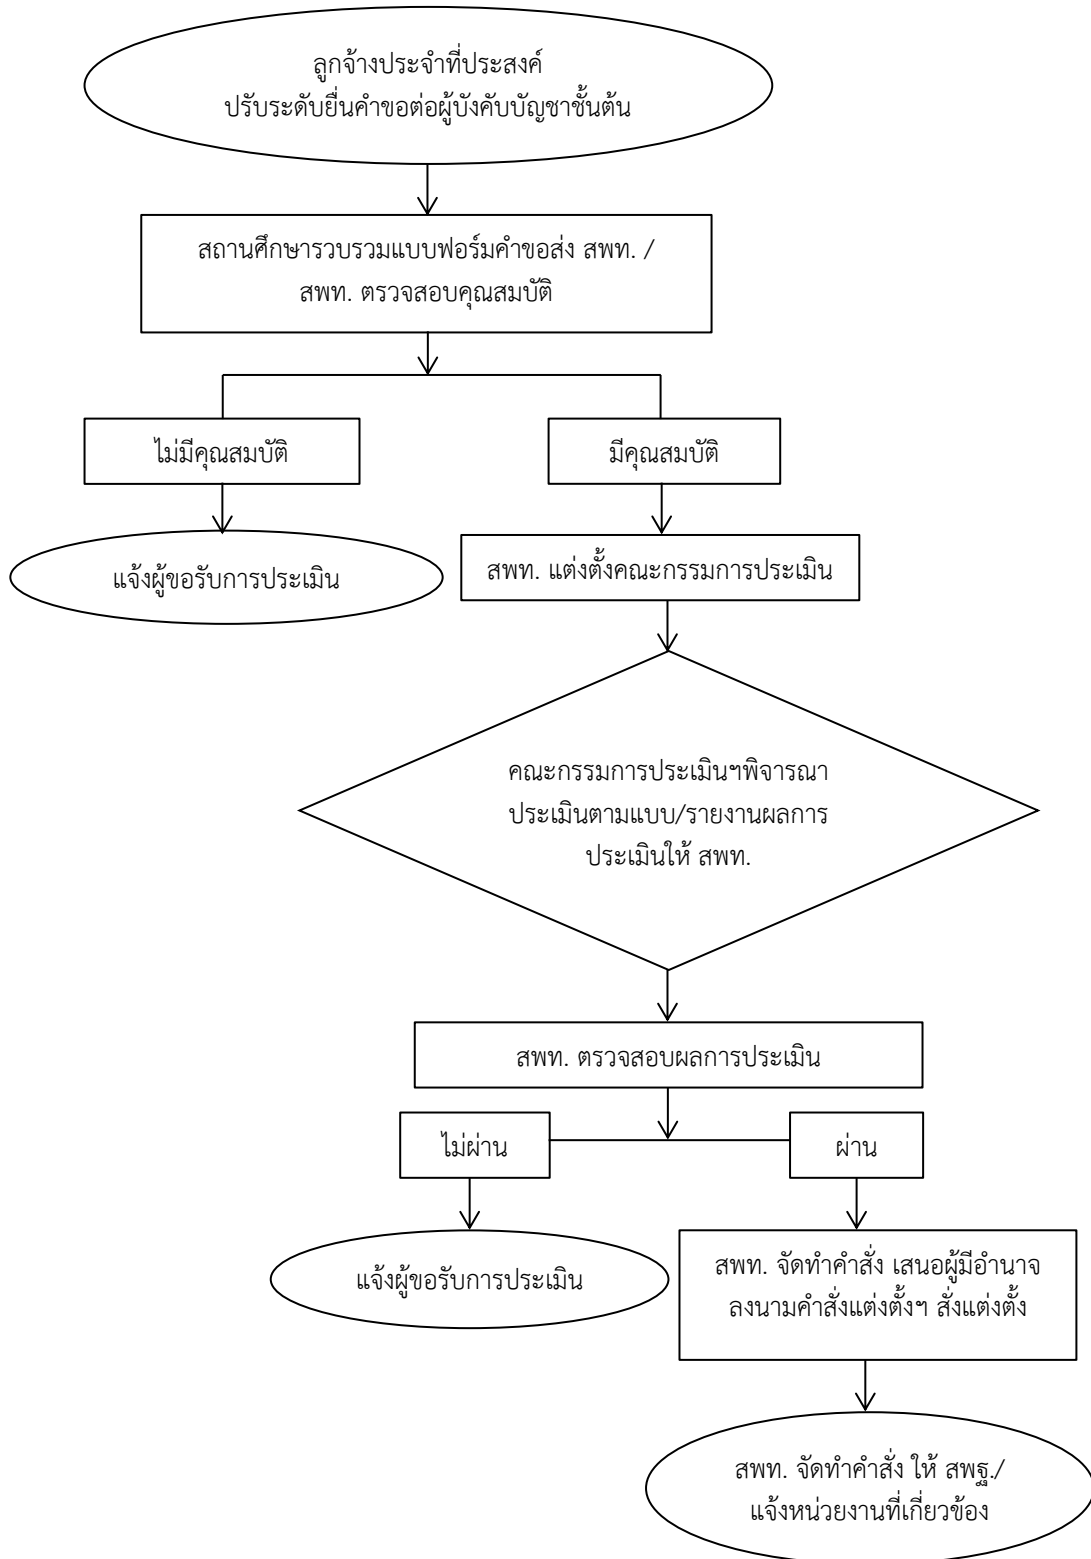 ลูกจ้างประจำที่ประสงค์
ปรับระดับยื่นคำขอต่อผู้บังคับบัญชาชั้นต้น
สถานศึกษารวบรวมแบบฟอร์มคำขอส่ง สพท. /
สพท. ตรวจสอบคุณสมบัติ
ไม่มีคุณสมบัติ
มีคุณสมบัติ
แจ้งผู้ขอรับการประเมิน
สพท. แต่งตั้งคณะกรรมการประเมิน
คณะกรรมการประเมินฯพิจารณา
ประเมินตามแบบ/รายงานผลการ
ประเมินให้ สพท.
สพท. ตรวจสอบผลการประเมิน
ไม่ผ่าน
ผ่าน
แจ้งผู้ขอรับการประเมิน
สพท. จัดทำคำสั่ง เสนอผู้มีอำนาจ
ลงนามคำสั่งแต่งตั้งฯ สั่งแต่งตั้ง
สพท. จัดทำคำสั่ง ให้ สพฐ./
แจ้งหน่วยงานที่เกี่ยวข้อง